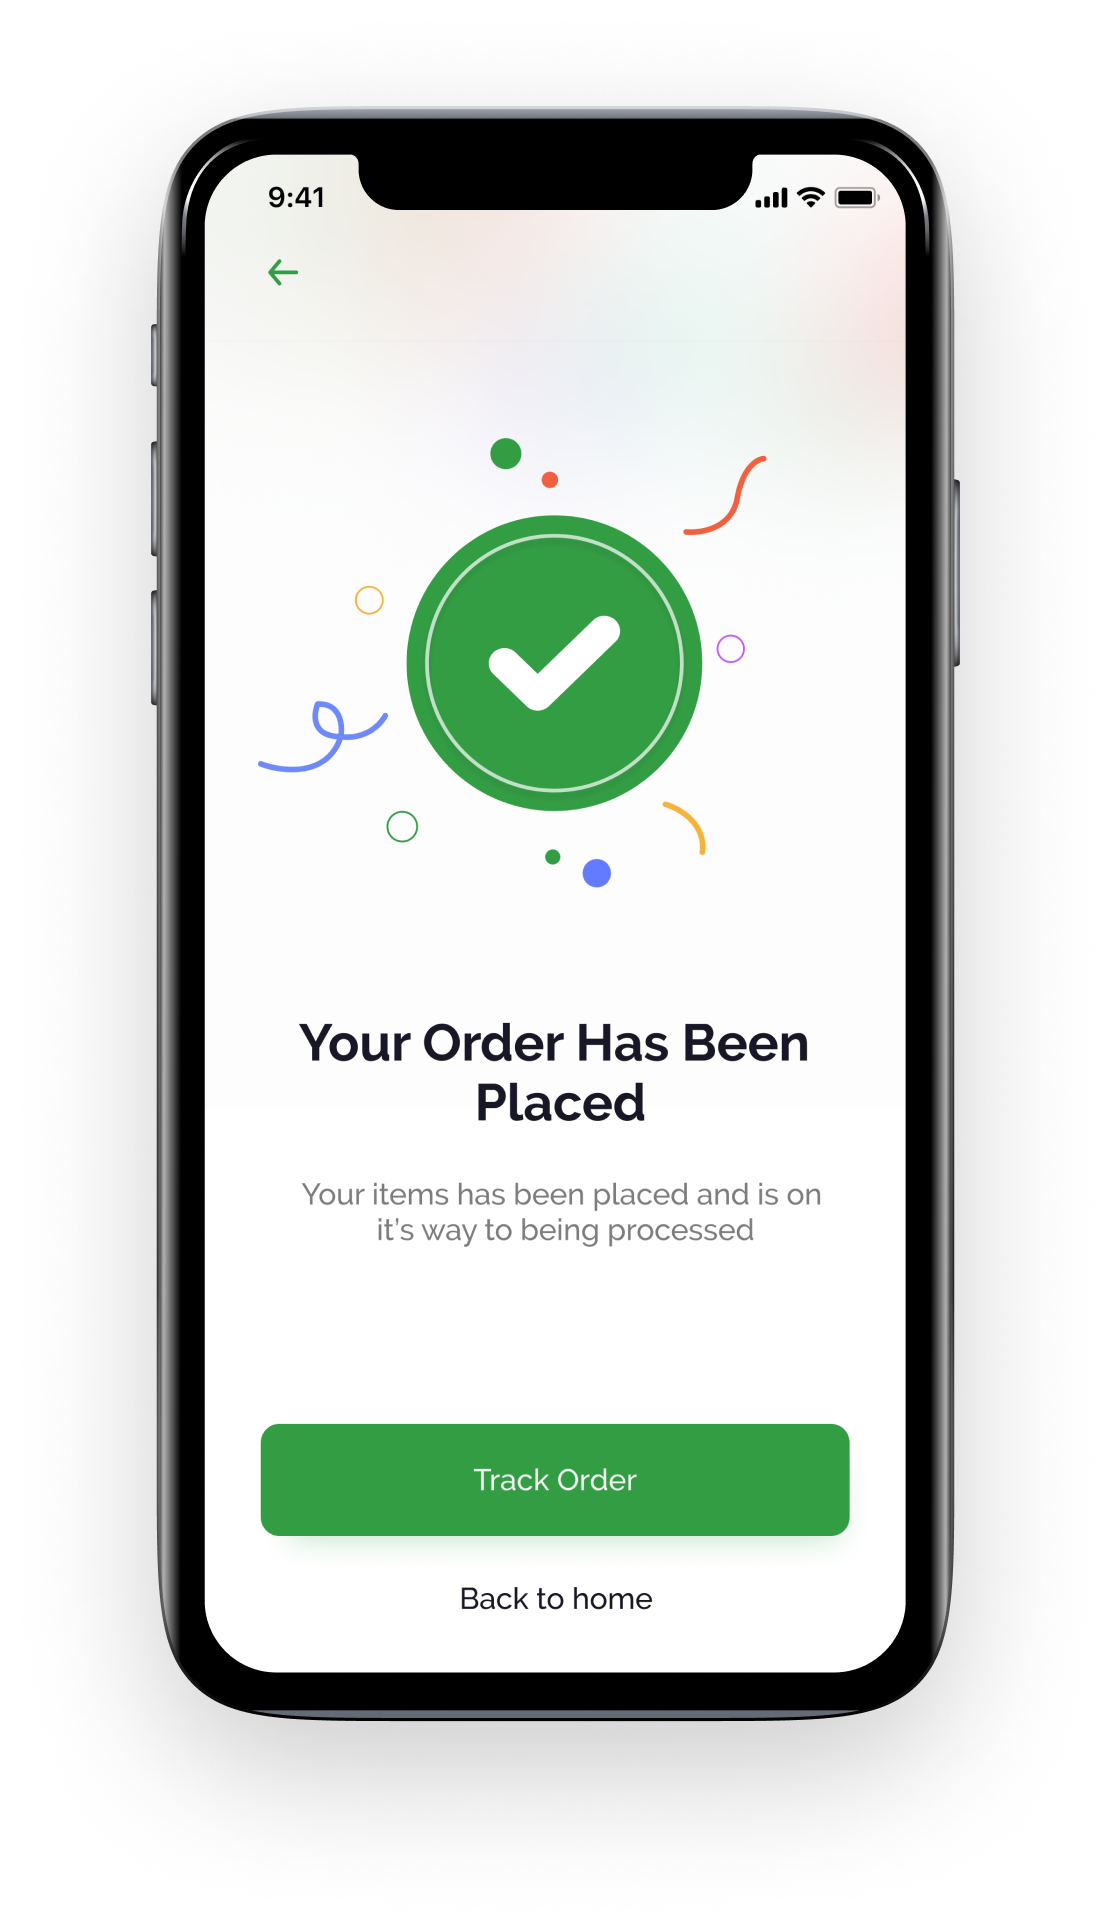 9:41
Your Order Has Been
Placed
Your items has been placed and is on
it's way to being processed
Track Order
Back to home